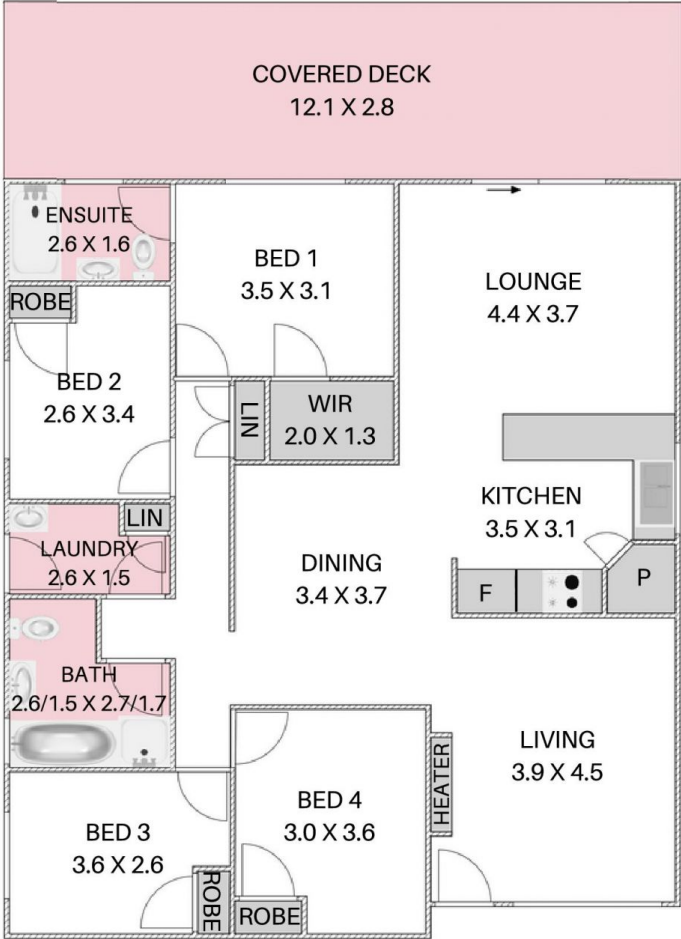 COVERED DECK
12.1 X 2.8
ENSUITE
2.6 X 1.6
BED 1
3.5 X 3.1
LOUNGE
4.4 X 3.7
ROBE
BED 2
2.6 X 3.4
LIN
WIR
2.0 X 1.3
KITCHEN
3.5 X 3.1
LIN
LAUNDRY
2.6 X 1.5
DINING
3.4 X 3.7
F
P
BATH
2.6/1.5 X 2.7/1.7
LIVING
3.9 X 4.5
HEATER
BED 4
3.0 X 3.6
BED 3
3.6 X 2.6
ROBE
ROBE